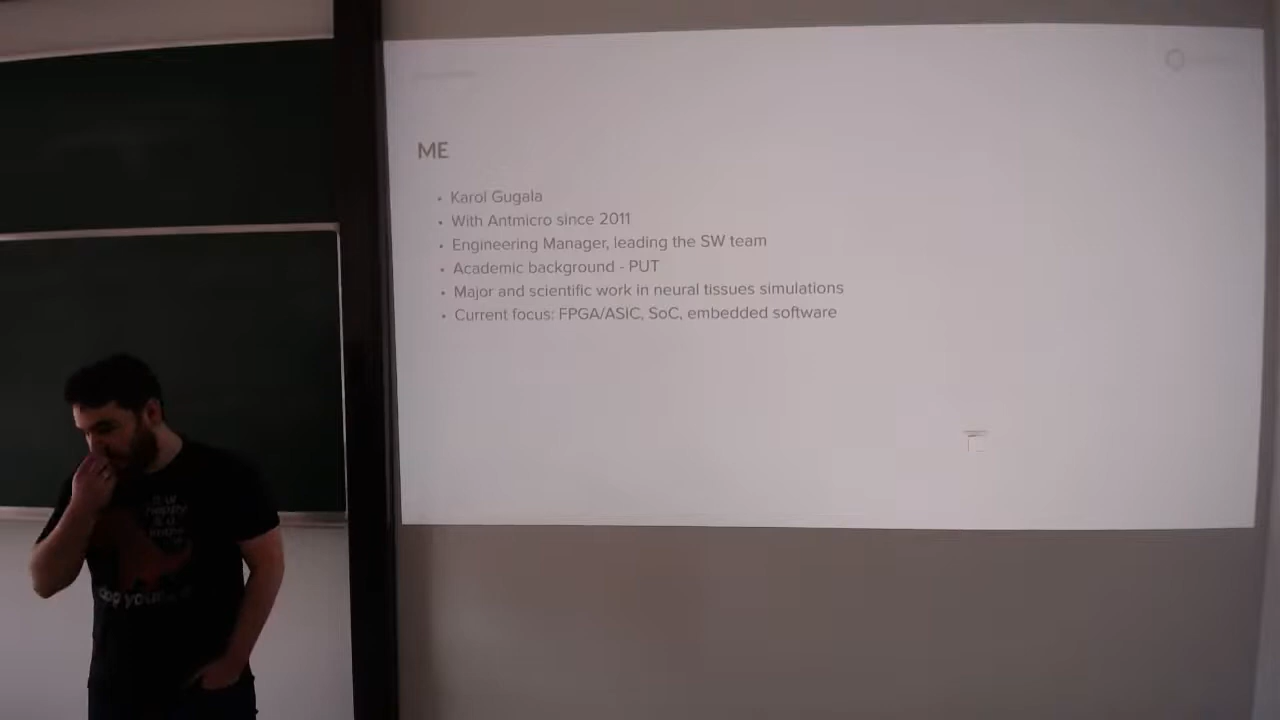 ME
• Karol Gugala
• With Antmicro since 2011
• Engineering Manager, leading the SW team
• Academic background - PUT
• Major and scientific work in neural tissues simulations
• Current focus: FPGA/ASIC, SoC, embedded software